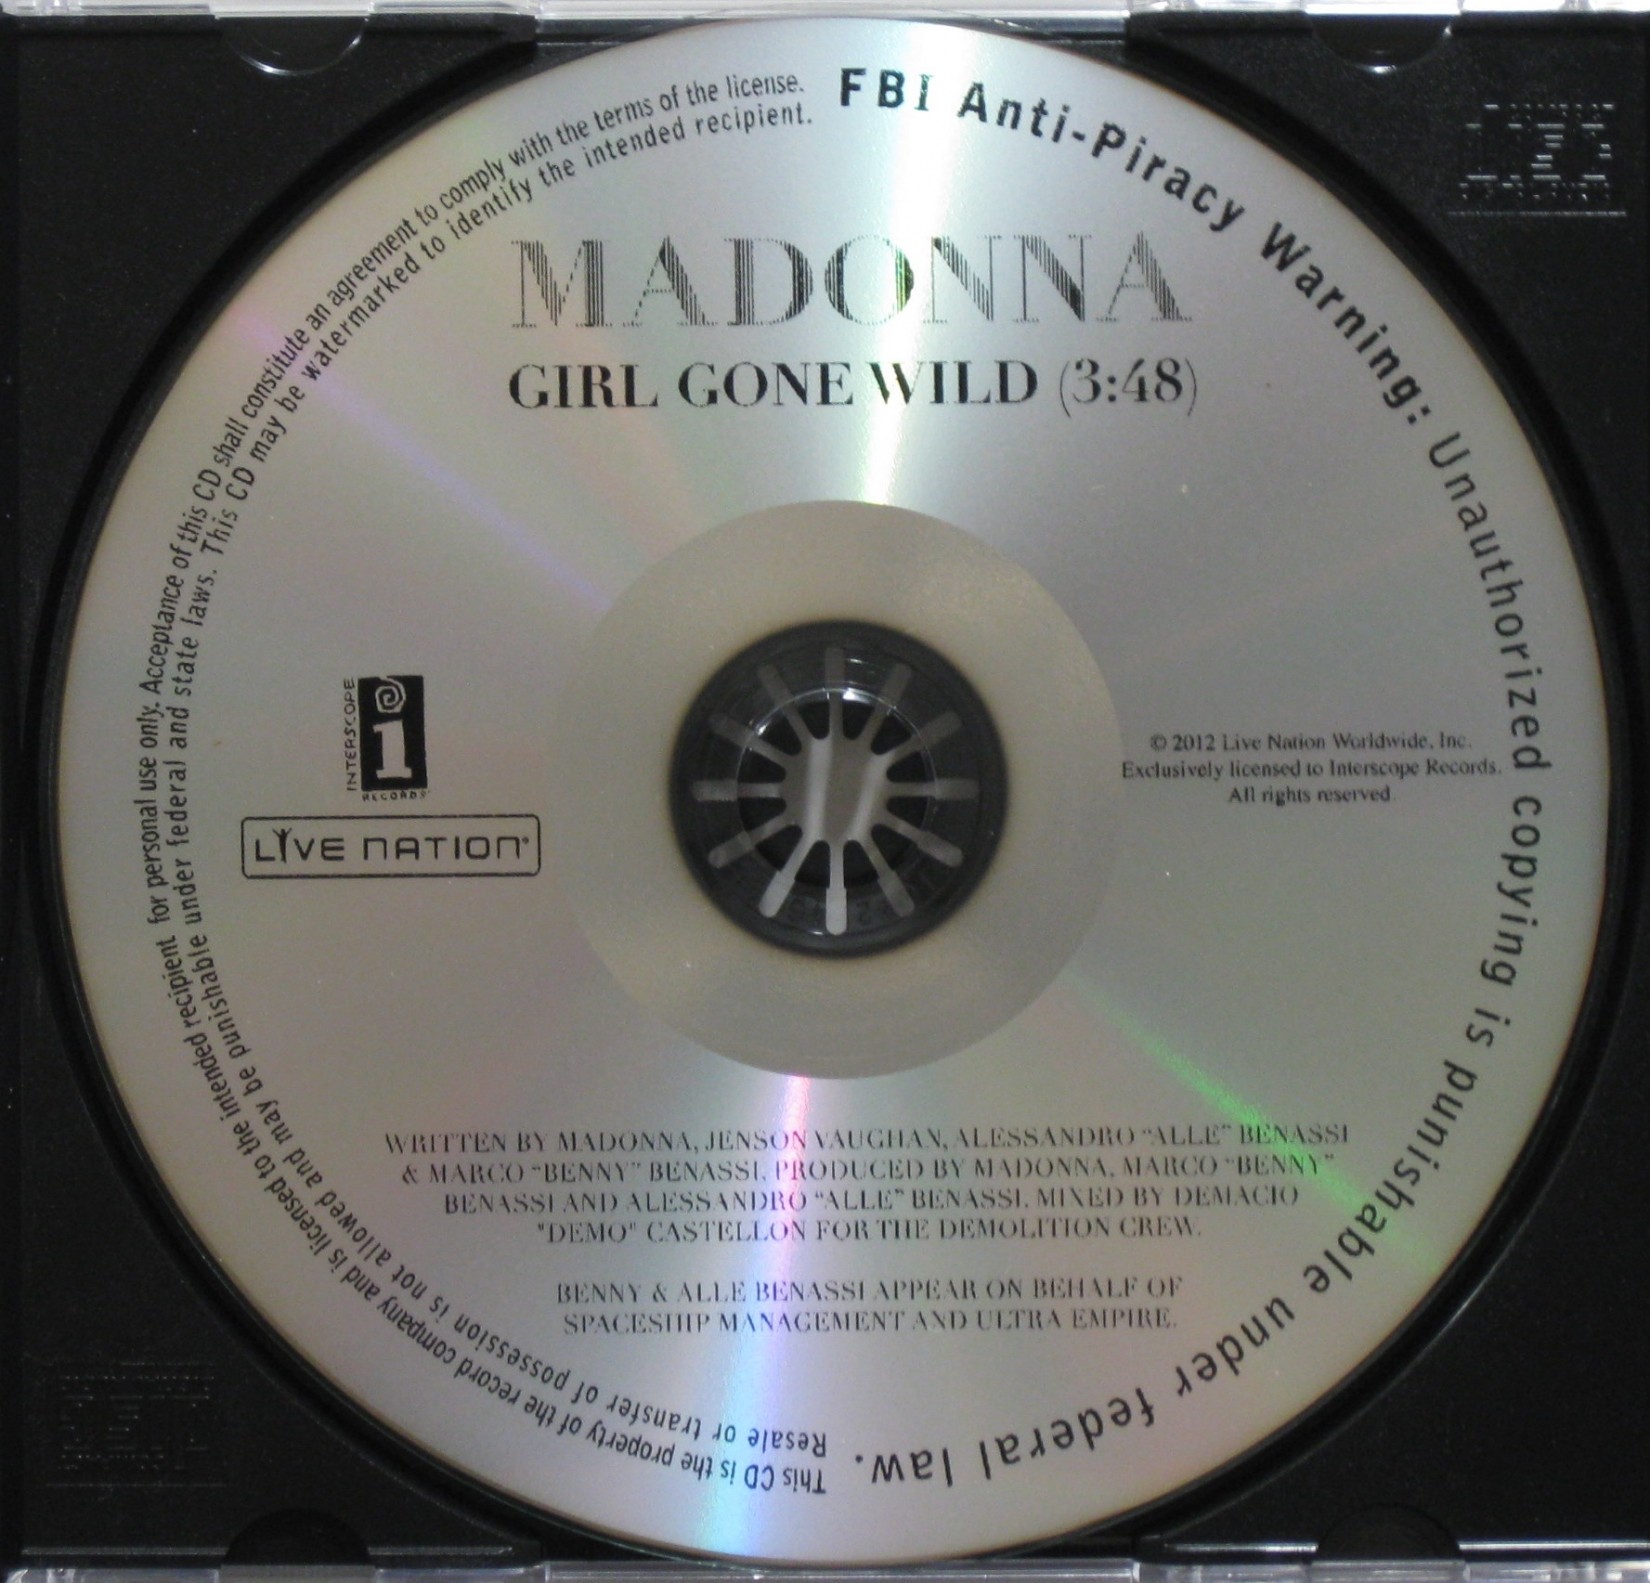 MADONNA
GIRL GONE WILD (3:48)
FBI Anti-Piracy Warning: Unauthorized copying is punishable under federal law.
This CD is the property of the record company and is licensed to the intended recipient for personal use only. Acceptance of this CD shall constitute an agreement to comply with the terms of the license.
Resale or transfer of possession is not allowed and may be punishable under federal and state laws. This CD may be watermarked to identify the intended recipient.
INTERSCOPE
i
RECORDS
LIVE NATION
© 2012 Live Nation Worldwide, Inc.
Exclusively licensed to Interscope Records.
All rights reserved.
WRITTEN BY MADONNA, JENSON VAUGHAN, ALESSANDRO “ALLE” BENASSI
& MARCO “BENNY” BENASSI. PRODUCED BY MADONNA, MARCO “BENNY”
BENASSI AND ALESSANDRO “ALLE” BENASSI. MIXED BY DEMACIO
"DEMO" CASTELLON FOR THE DEMOLITION CREW.
BENNY & ALLE BENASSI APPEAR ON BEHALF OF
SPACESHIP MANAGEMENT AND ULTRA EMPIRE.